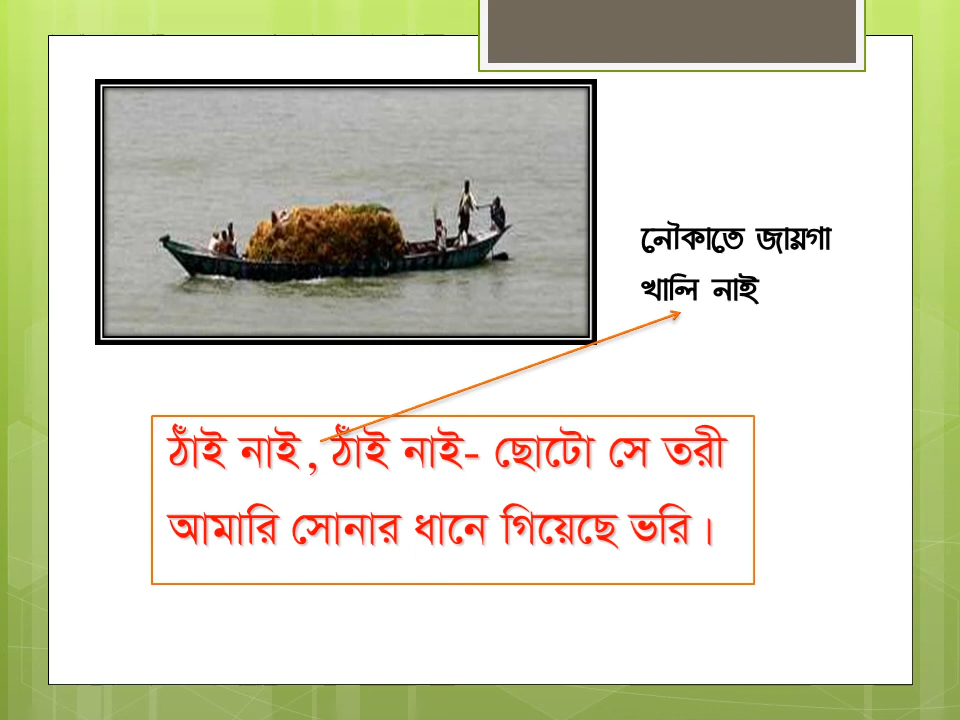 নৌকাতে জায়গা
খালি নাই
ঠাঁই নাই, ঠাঁই নাই- ছোটো সে তরী
আমারি সোনার ধানে গিয়েছে ভরি।